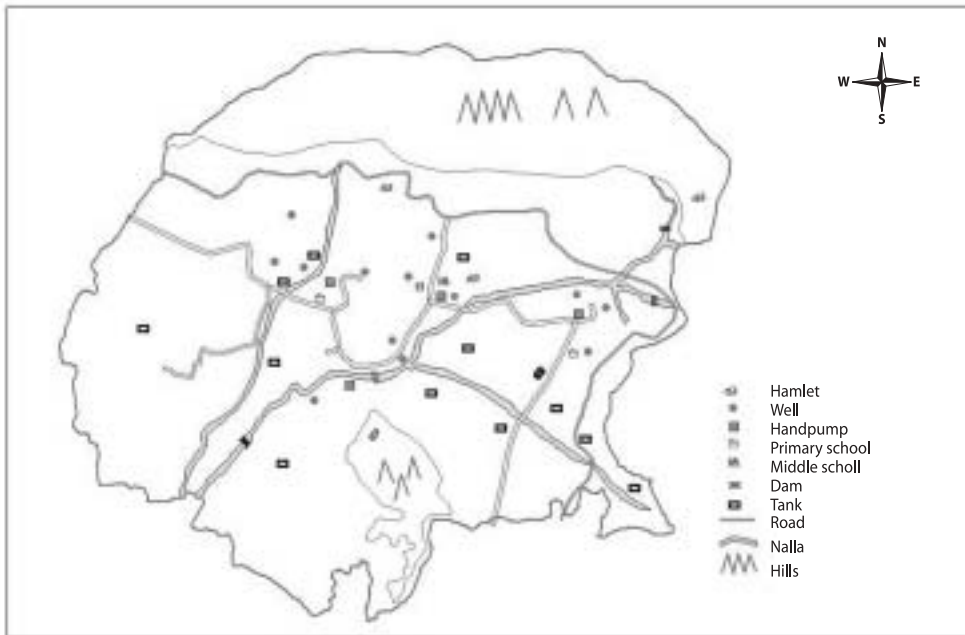 N
W E
S
Hamlet
Well
Handpump
Primary school
Middle scholl
Dam
Tank
Road
Nalla
Hills